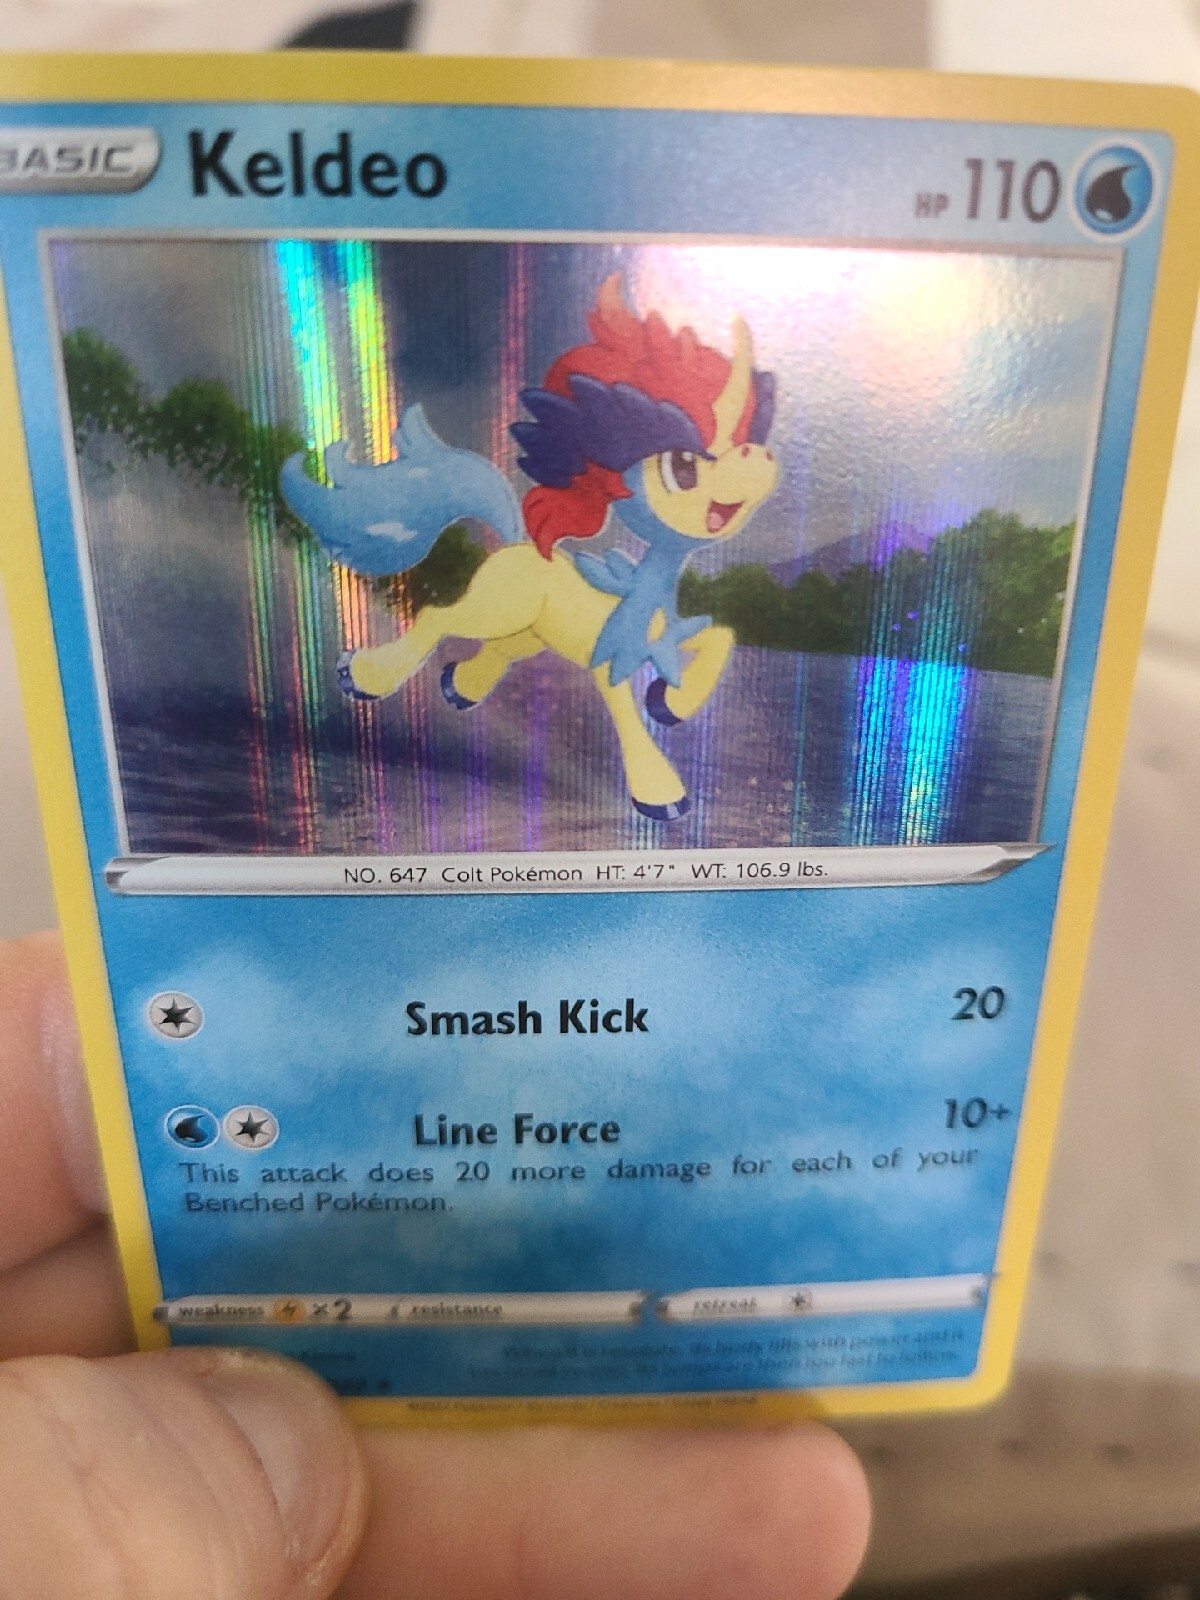 BASIC Keldeo HP 110
NO. 647 Colt Pokémon HT: 4'7" WT: 106.9 lbs.
Smash Kick 20
Line Force 10+
This attack does 20 more damage for each of your
Benched Pokémon.
weakness ×2 resistance retreat